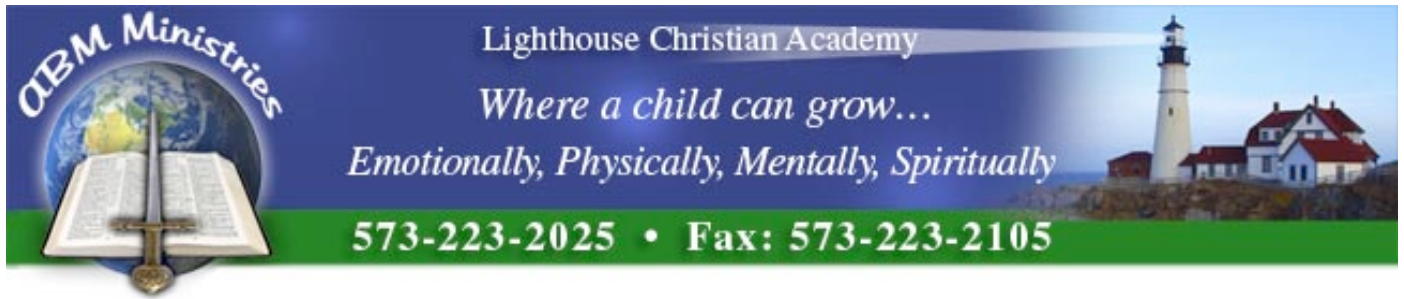 ABM Ministries
Lighthouse Christian Academy
Where a child can grow...
Emotionally, Physically, Mentally, Spiritually
573-223-2025 • Fax: 573-223-2105